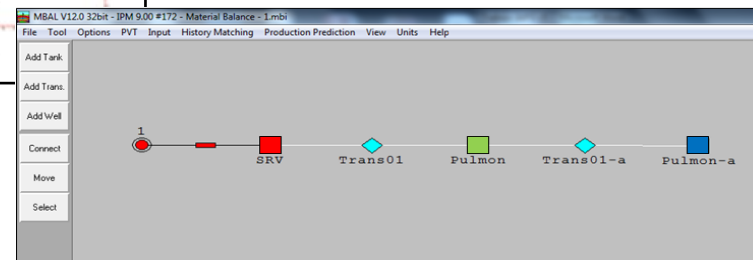 MBAL V12.0 32bit - IPM 9.00 #172 - Material Balance - 1.mbi
File Tool Options PVT Input History Matching Production Prediction View Units Help
Add Tank
Add Trans.
Add Well
Connect
Move
Select
1
SRV Trans01 Pulmon Trans01-a Pulmon-a